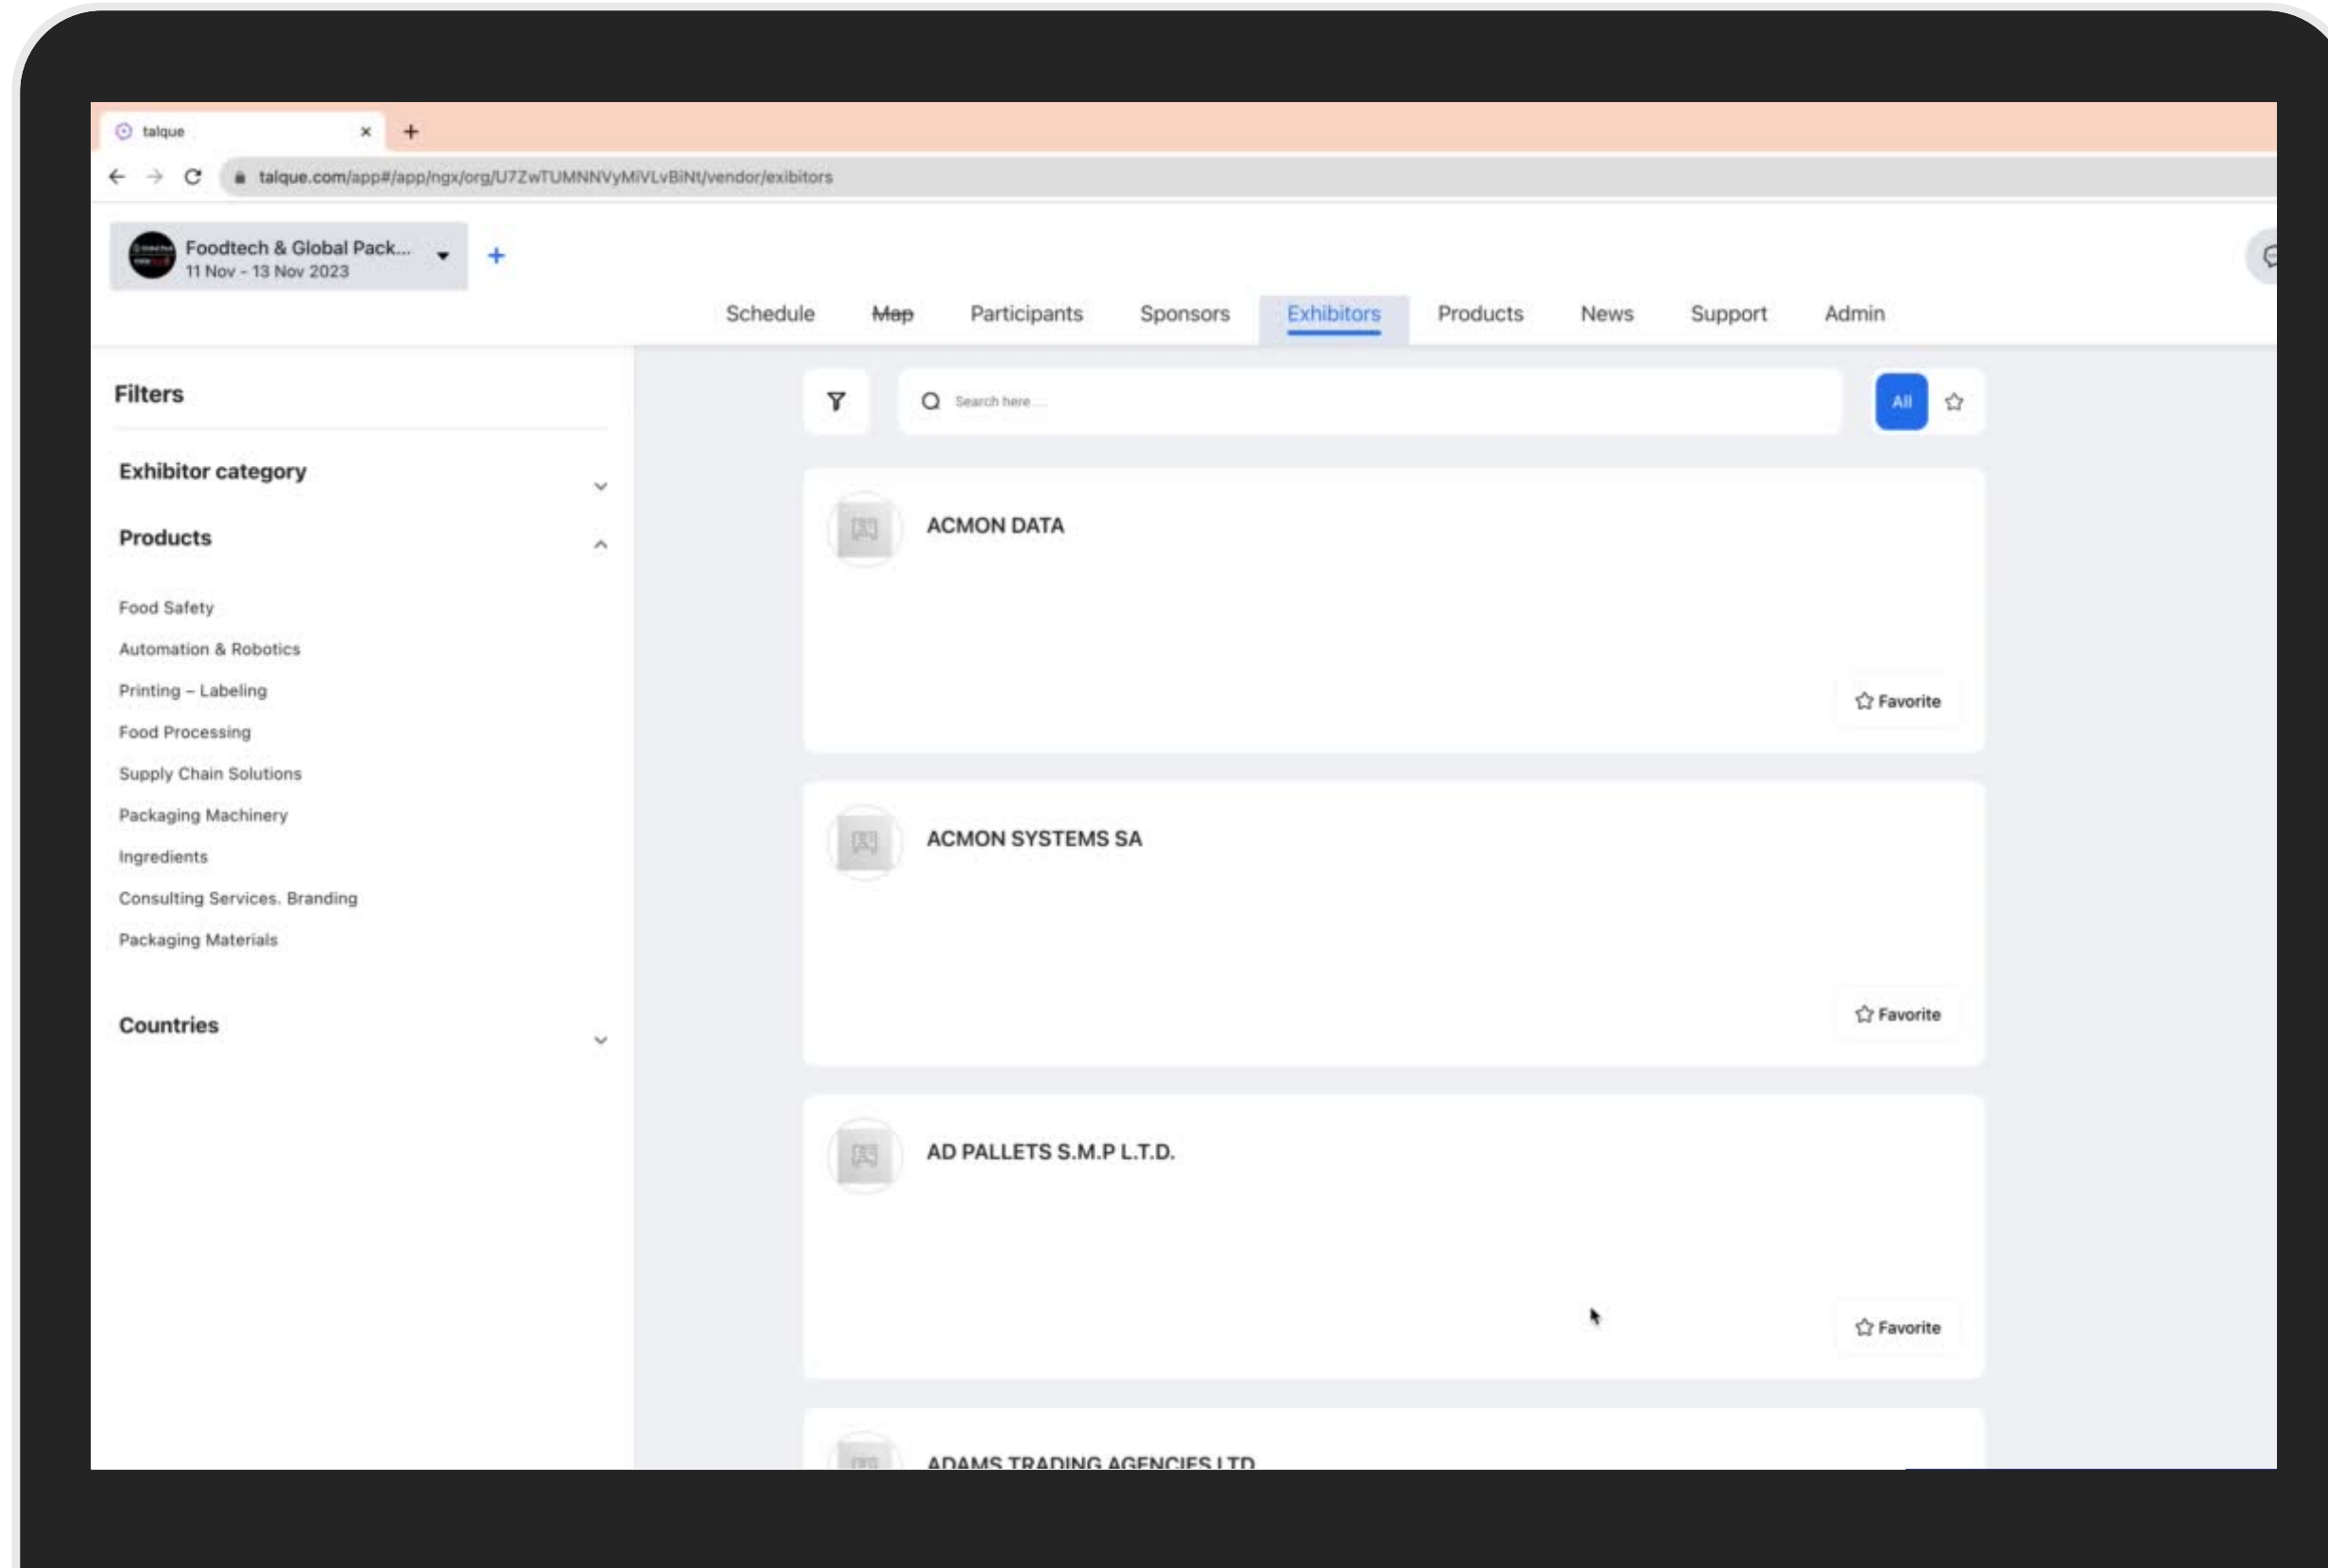 talque
talque.com/app#/app/ngx/org/U7ZwTUMNNVyMiVLvBiNt/vendor/exibitors
Foodtech & Global Pack...
11 Nov - 13 Nov 2023
Schedule Map Participants Sponsors Exhibitors Products News Support Admin
Filters
Search here ...
All
Exhibitor category
Products
Food Safety
Automation & Robotics
Printing – Labeling
Food Processing
Supply Chain Solutions
Packaging Machinery
Ingredients
Consulting Services. Branding
Packaging Materials
Countries
ACMON DATA
Favorite
ACMON SYSTEMS SA
Favorite
AD PALLETS S.M.P L.T.D.
Favorite
ADAMS TRADING AGENCIES LTD